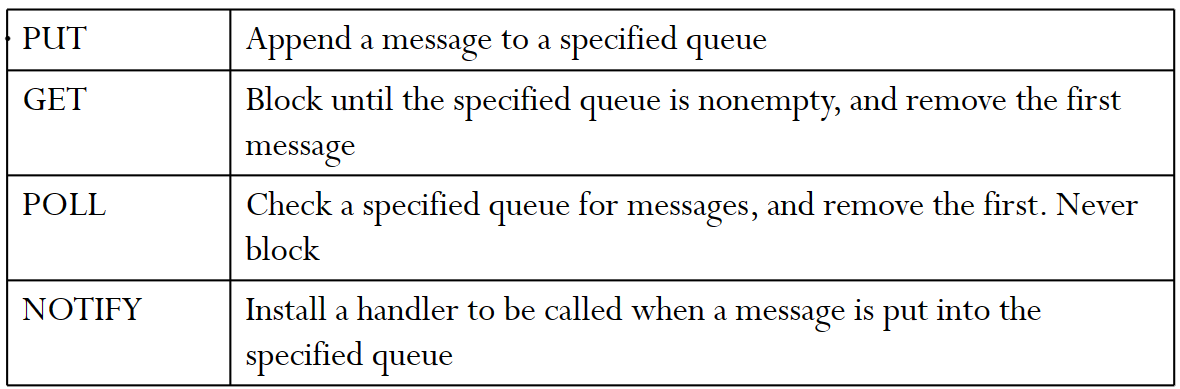 • PUT Append a message to a specified queue
GET Block until the specified queue is nonempty, and remove the first
message
POLL Check a specified queue for messages, and remove the first. Never
block
NOTIFY Install a handler to be called when a message is put into the
specified queue